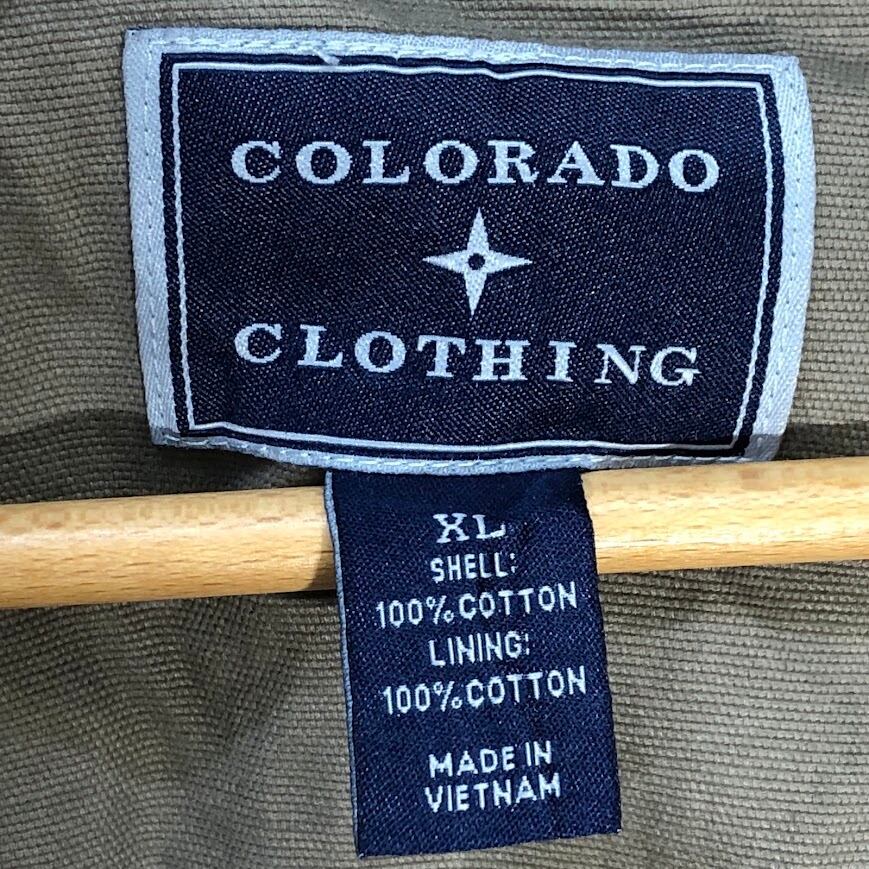 COLORADO
CLOTHING
XL
SHELL:
100% COTTON
LINING:
100% COTTON
MADE IN
VIETNAM